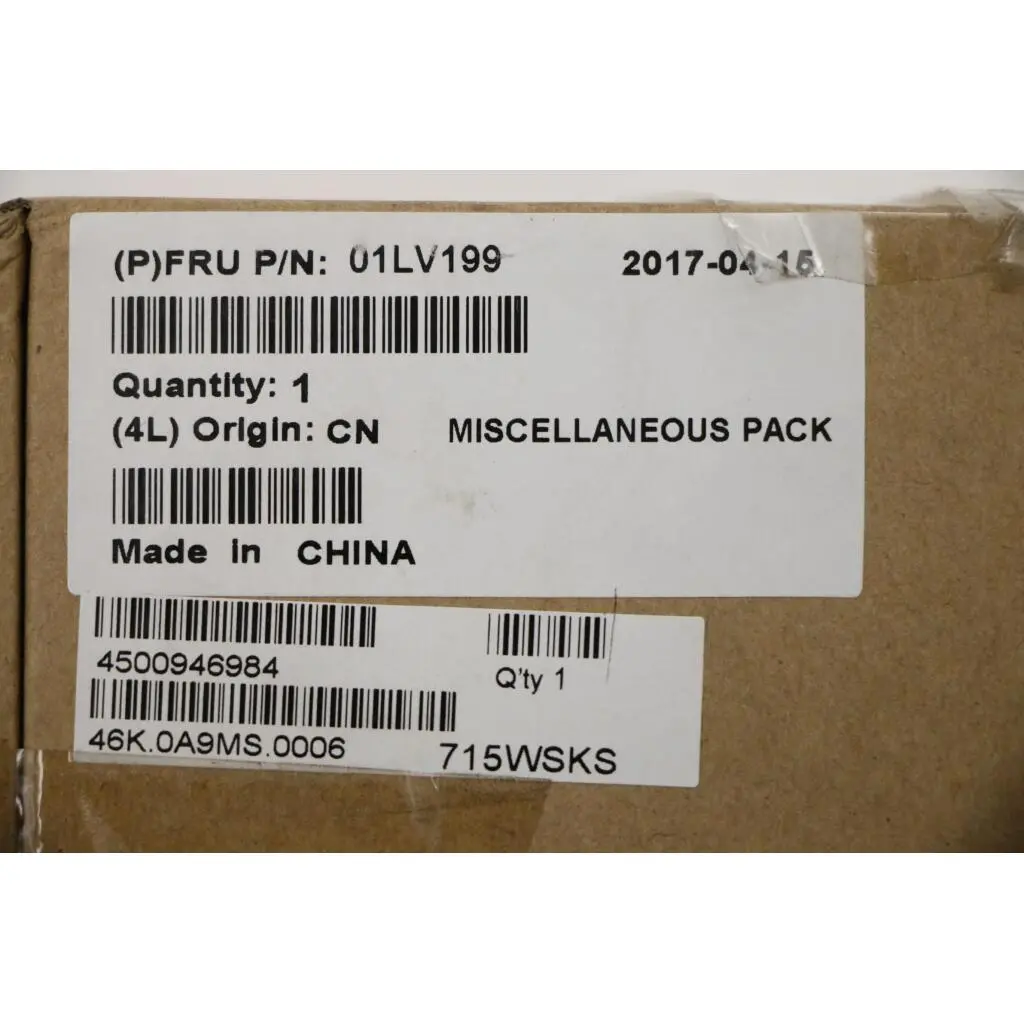 (P)FRU P/N: 01LV199 2017-04-15
Quantity: 1
(4L) Origin: CN MISCELLANEOUS PACK
Made in CHINA
4500946984
Q'ty 1
46K.0A9MS.0006 715WSKS